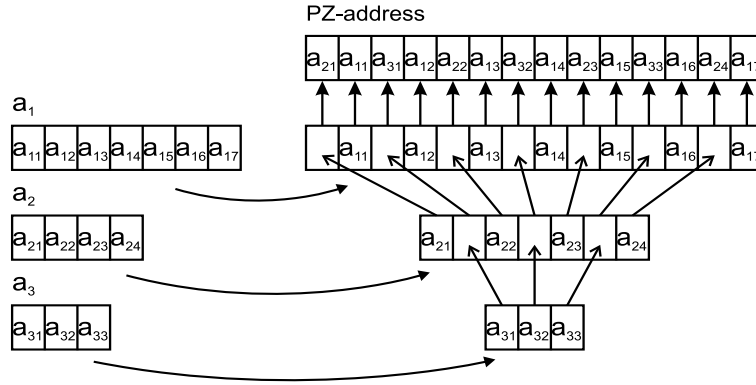 PZ-address
a21 a11 a31 a12 a22 a13 a32 a14 a23 a15 a33 a16 a24 a17
a1
a11 a12 a13 a14 a15 a16 a17
a11 a12 a13 a14 a15 a16 a17
a2
a21 a22 a23 a24
a21 a22 a23 a24
a3
a31 a32 a33
a31 a32 a33